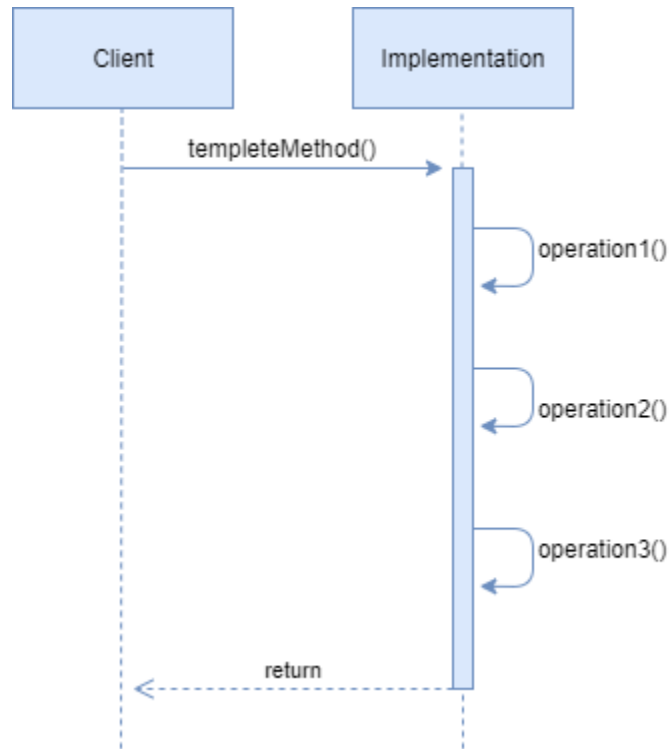 Client
Implementation
templeteMethod()
operation1()
operation2()
operation3()
return